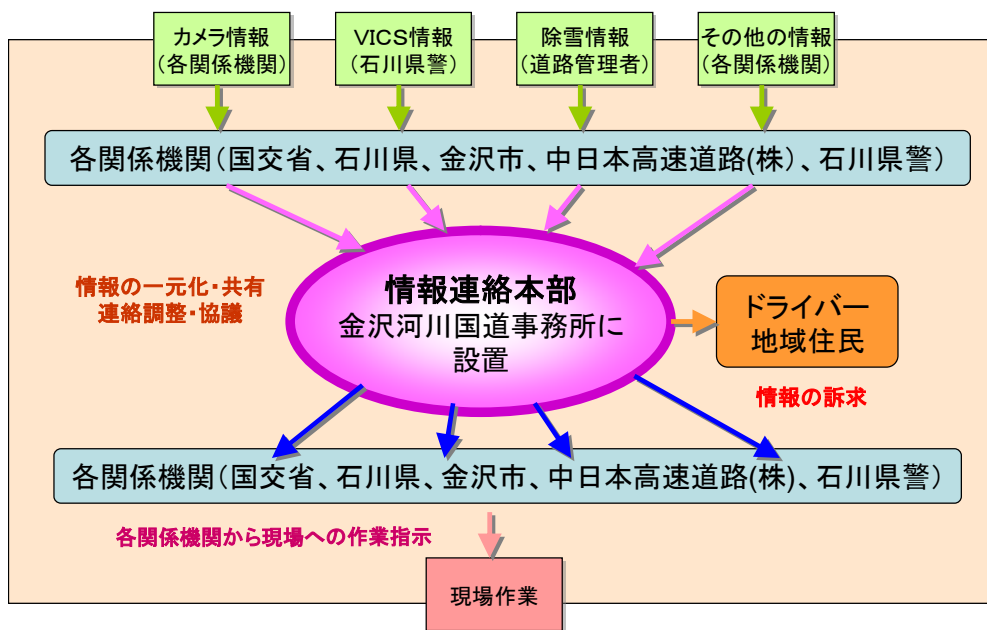 カメラ情報
（各関係機関）
VICS情報
（石川県警）
除雪情報
（道路管理者）
その他の情報
（各関係機関）
各関係機関（国交省、石川県、金沢市、中日本高速道路(株）、石川県警）
情報の一元化・共有
連絡調整・協議
情報連絡本部
金沢河川国道事務所に
設置
ドライバー
地域住民
情報の訴求
各関係機関（国交省、石川県、金沢市、中日本高速道路(株)、石川県警）
各関係機関から現場への作業指示
現場作業